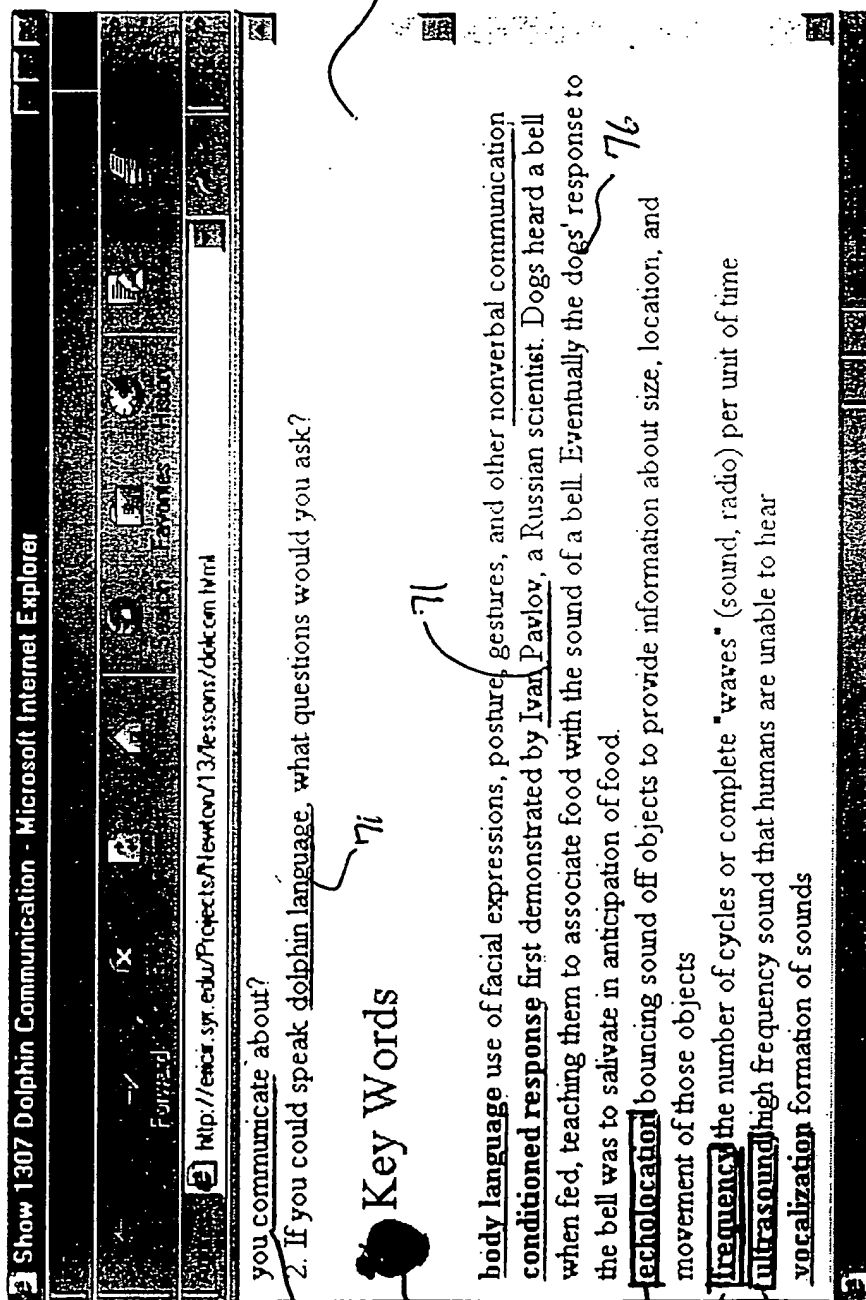 Show 1307 Dolphin Communication - Microsoft Internet Explorer
Forward Search Favorites History
http://ericir.syr.edu/Projects/Newton/13/lessons/dolcom.html
you communicate about?
2. If you could speak dolphin language, what questions would you ask?
7i
Key Words
71
body language use of facial expressions, posture, gestures, and other nonverbal communication
conditioned response first demonstrated by Ivan Pavlov, a Russian scientist. Dogs heard a bell
when fed, teaching them to associate food with the sound of a bell. Eventually the dogs' response to
the bell was to salivate in anticipation of food.
76
echolocation bouncing sound off objects to provide information about size, location, and
movement of those objects
frequency the number of cycles or complete "waves" (sound, radio) per unit of time
ultrasound high frequency sound that humans are unable to hear
vocalization formation of sounds